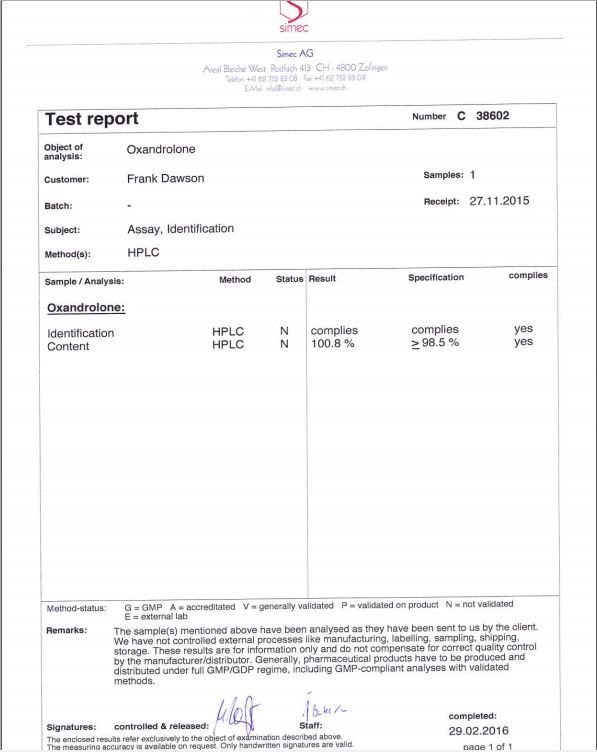 simec
Simec AG
Areal Bleiche West Postfach 413 CH - 4800 Zofingen
Telefon +41 62 752 83 08 Fax +41 62 752 83 09
E-Mail info@simec.ch www.simec.ch
Test report Number C 38602
Object of analysis: Oxandrolone
Customer: Frank Dawson Samples: 1
Batch: - Receipt: 27.11.2015
Subject: Assay, Identification
Method(s): HPLC
Sample / Analysis: Method Status Result Specification complies
Oxandrolone:
Identification HPLC N complies complies yes
Content HPLC N 100.8 % ≥ 98.5 % yes
Method-status: G = GMP A = accredited V = generally validated P = validated on product N = not validated
E = external lab
Remarks: The sample(s) mentioned above have been analysed as they have been sent to us by the client.
We have not controlled external processes like manufacturing, labelling, sampling, shipping,
storage. These results are for information only and do not compensate for correct quality control
by the manufacturer/distributor. Generally, pharmaceutical products have to be produced and
distributed under full GMP/GDP regime, including GMP-compliant analyses with validated
methods.
completed:
Signatures: controlled & released: Staff: 29.02.2016
The enclosed results refer exclusively to the object of examination described above.
The measuring accuracy is available on request. Only handwritten signatures are valid. page 1 of 1